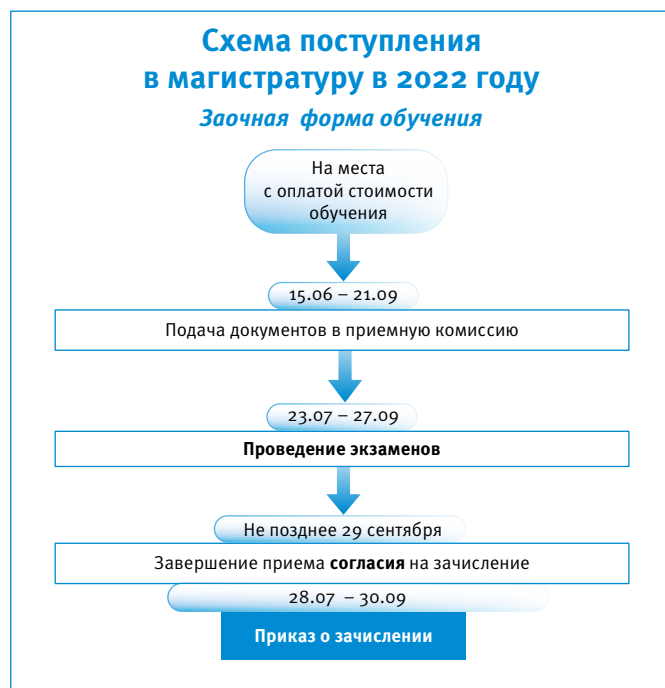 Схема поступления
в магистратуру в 2022 году
Заочная форма обучения
На места
с оплатой стоимости
обучения
15.06 – 21.09
Подача документов в приемную комиссию
23.07 – 27.09
Проведение экзаменов
Не позднее 29 сентября
Завершение приема согласия на зачисление
28.07 – 30.09
Приказ о зачислении